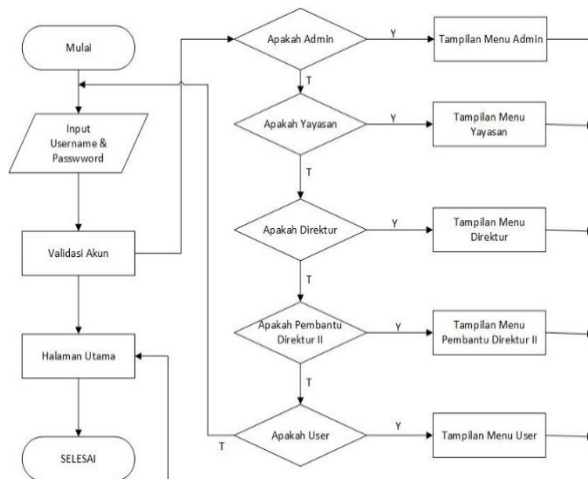 Mulai
Input
Username &
Passwword
Validasi Akun
Halaman Utama
SELESAI
Apakah Admin
Y
Tampilan Menu Admin
T
Apakah Yayasan
Y
Tampilan Menu
Yayasan
T
Apakah Direktur
Y
Tampilan Menu
Direktur
T
Apakah Pembantu
Direktur II
Y
Tampilan Menu
Pembantu Direktur II
T
Apakah User
Y
Tampilan Menu User
T